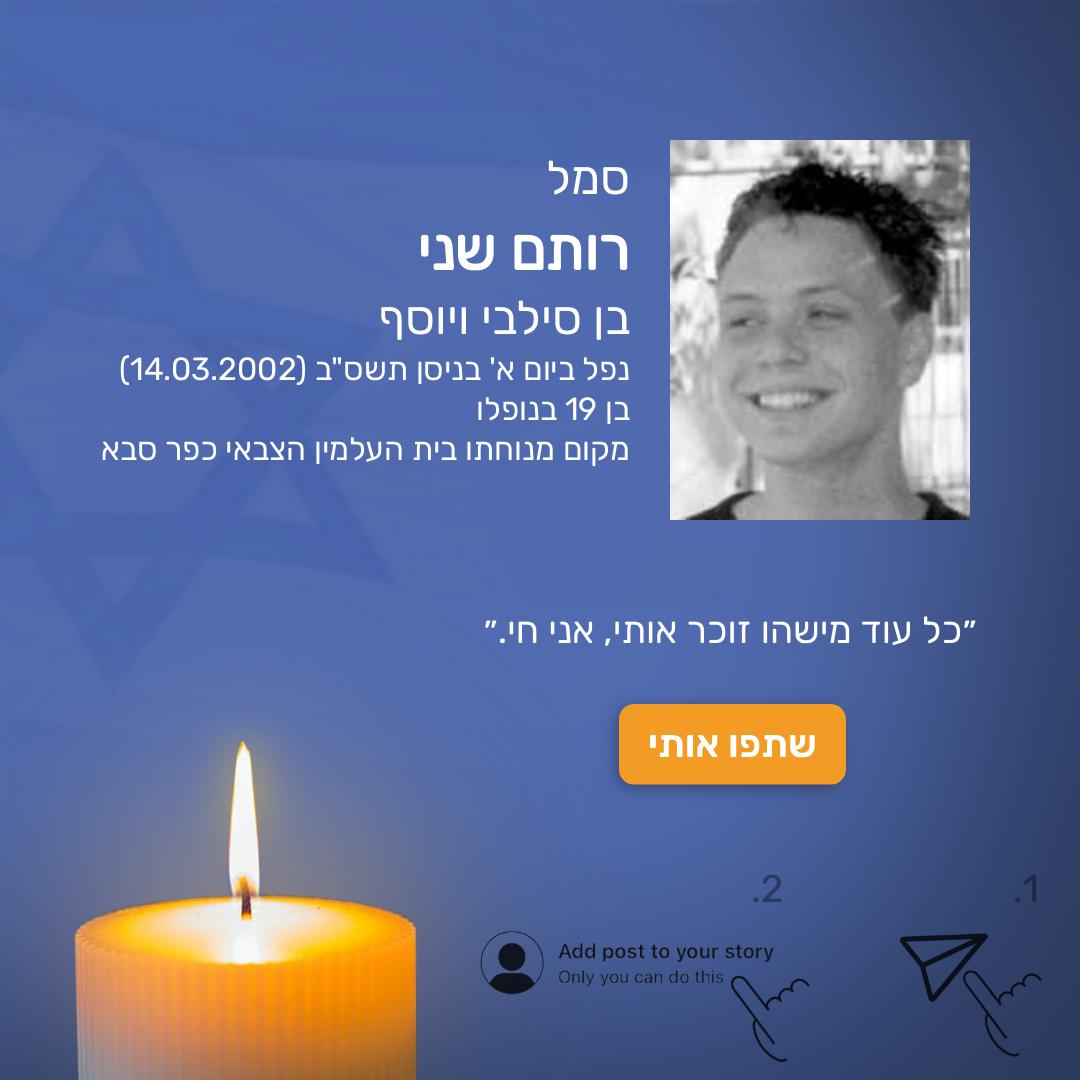 סמל
רותם שני
בן סילבי ויוסף
נפל ביום א' בניסן תשס"ב (14.03.2002)
בן 19 בנופלו
מקום מנוחתו בית העלמין הצבאי כפר סבא
״כל עוד מישהו זוכר אותי, אני חי.״
שתפו אותי
1.
2.
Add post to your story
Only you can do this